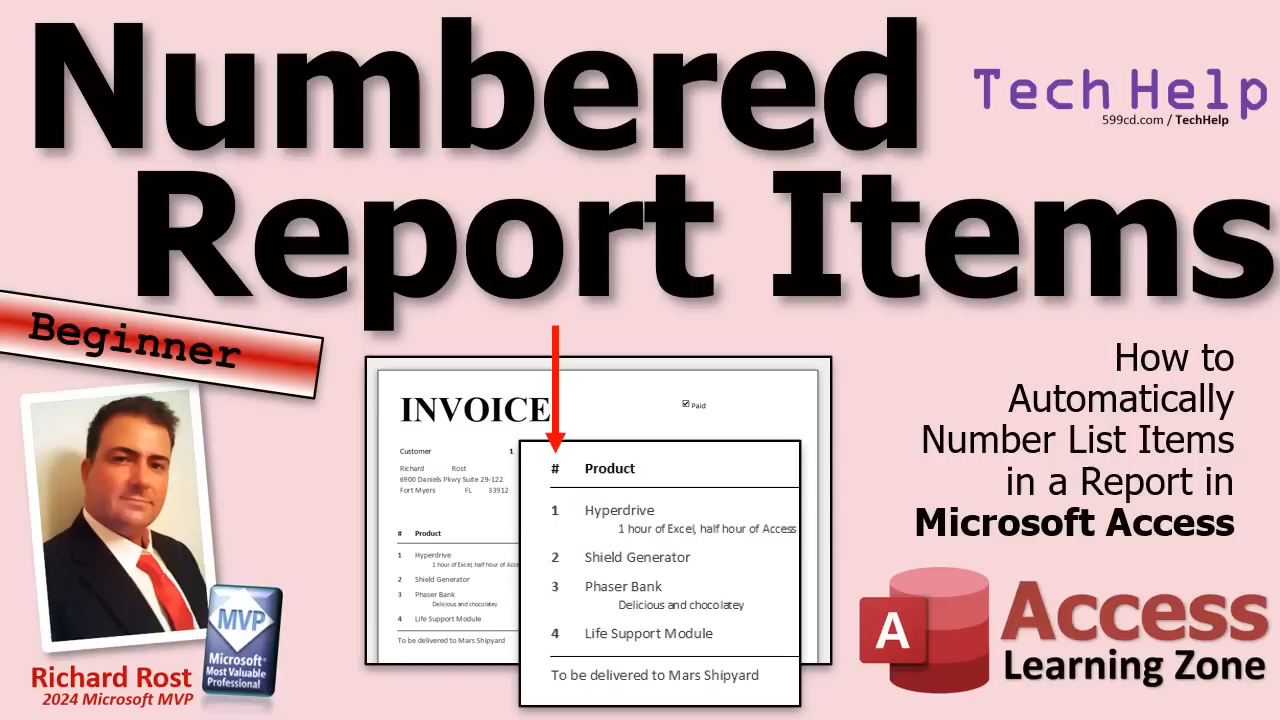 Numbered
Report Items
Tech Help
599cd.com / TechHelp
Beginner
How to
Automatically
Number List Items
in a Report in
Microsoft Access
INVOICE
Paid
Customer 1
Richard Rost
6900 Daniels Pkwy Suite 29-122
Fort Myers FL 33912
# Product
1 Hyperdrive
1 hour of Excel, half hour of Acce
2 Shield Generator
3 Phaser Bank
Delicious and chocolatey
4 Life Support Module
To be delivered to Mars Shipyard
# Product
1 Hyperdrive
1 hour of Excel, half hour of Access
2 Shield Generator
3 Phaser Bank
Delicious and chocolatey
4 Life Support Module
To be delivered to Mars Shipyard
MVP
Microsoft®
Most Valuable
Professional
Richard Rost
2024 Microsoft MVP
A
Access
Learning Zone